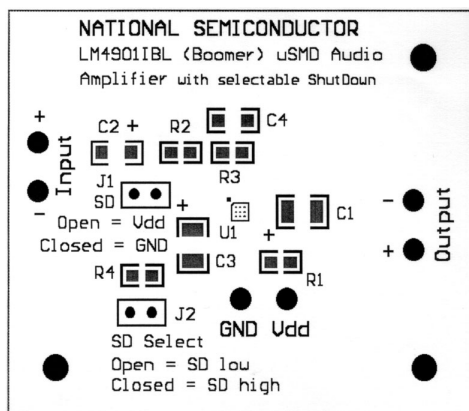 NATIONAL SEMICONDUCTOR
LM4901IBL (Boomer) uSMD Audio
Amplifier with selectable ShutDown
+
Input
-
C2 +
R2
C4
R3
J1
SD
Open = Vdd
Closed = GND
+
U1
C3
C1
-
Output
+
R4
+
R1
J2
GND Vdd
SD Select
Open = SD low
Closed = SD high